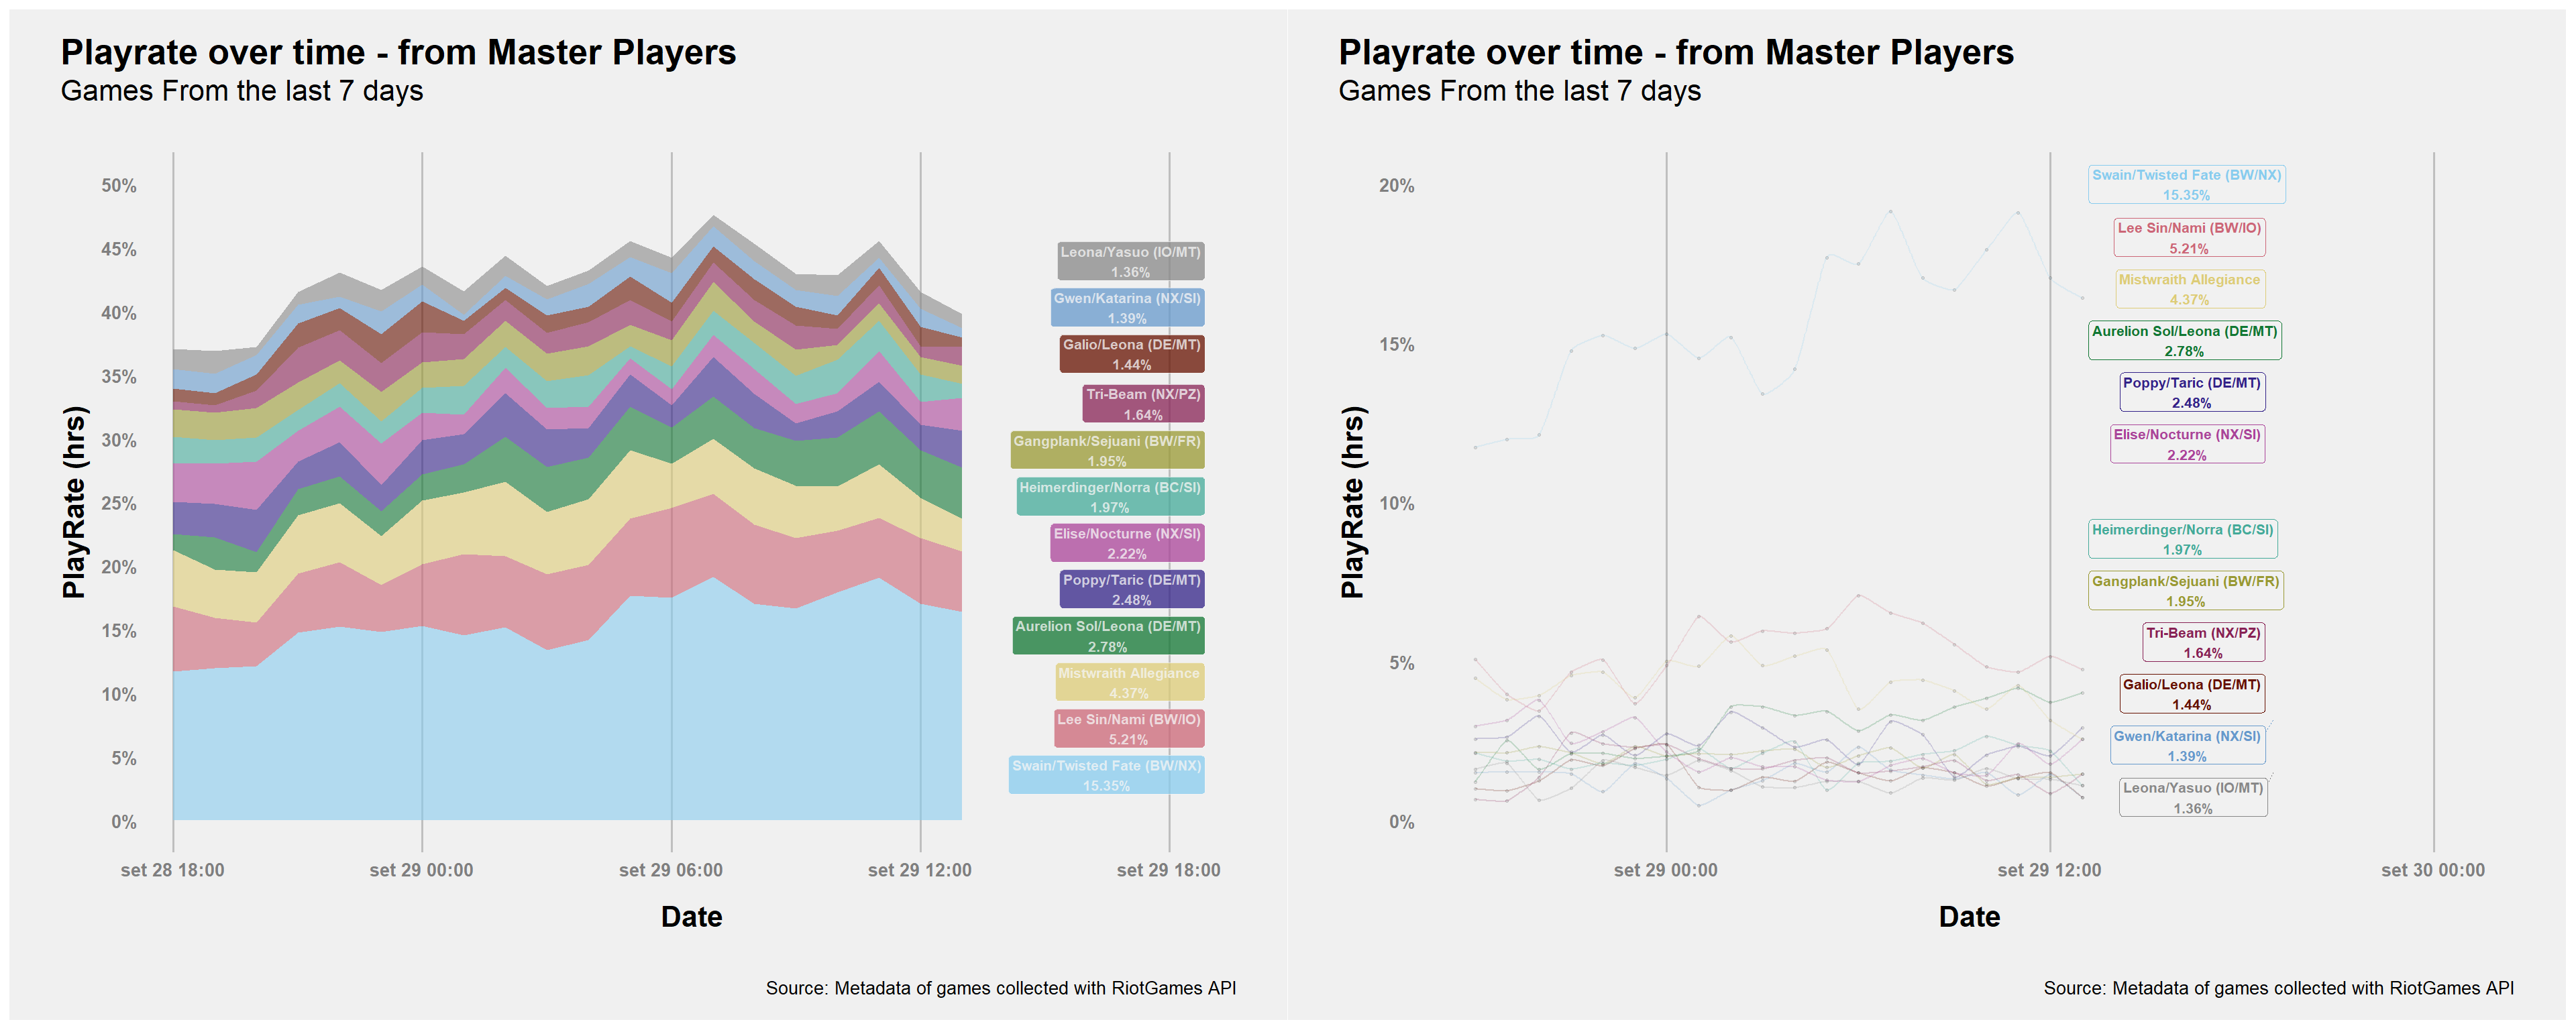 Playrate over time - from Master Players
Games From the last 7 days
PlayRate (hrs)
50%
45%
40%
35%
30%
25%
20%
15%
10%
5%
0%
set 28 18:00
set 29 00:00
set 29 06:00
set 29 12:00
set 29 18:00
Date
Leona/Yasuo (IO/MT)
1.36%
Gwen/Katarina (NX/SI)
1.39%
Galio/Leona (DE/MT)
1.44%
Tri-Beam (NX/PZ)
1.64%
Gangplank/Sejuani (BW/FR)
1.95%
Heimerdinger/Norra (BC/SI)
1.97%
Elise/Nocturne (NX/SI)
2.22%
Poppy/Taric (DE/MT)
2.48%
Aurelion Sol/Leona (DE/MT)
2.78%
Mistwraith Allegiance
4.37%
Lee Sin/Nami (BW/IO)
5.21%
Swain/Twisted Fate (BW/NX)
15.35%
Source: Metadata of games collected with RiotGames API
Playrate over time - from Master Players
Games From the last 7 days
PlayRate (hrs)
20%
15%
10%
5%
0%
set 29 00:00
set 29 12:00
set 30 00:00
Date
Swain/Twisted Fate (BW/NX)
15.35%
Lee Sin/Nami (BW/IO)
5.21%
Mistwraith Allegiance
4.37%
Aurelion Sol/Leona (DE/MT)
2.78%
Poppy/Taric (DE/MT)
2.48%
Elise/Nocturne (NX/SI)
2.22%
Heimerdinger/Norra (BC/SI)
1.97%
Gangplank/Sejuani (BW/FR)
1.95%
Tri-Beam (NX/PZ)
1.64%
Galio/Leona (DE/MT)
1.44%
Gwen/Katarina (NX/SI)
1.39%
Leona/Yasuo (IO/MT)
1.36%
Source: Metadata of games collected with RiotGames API